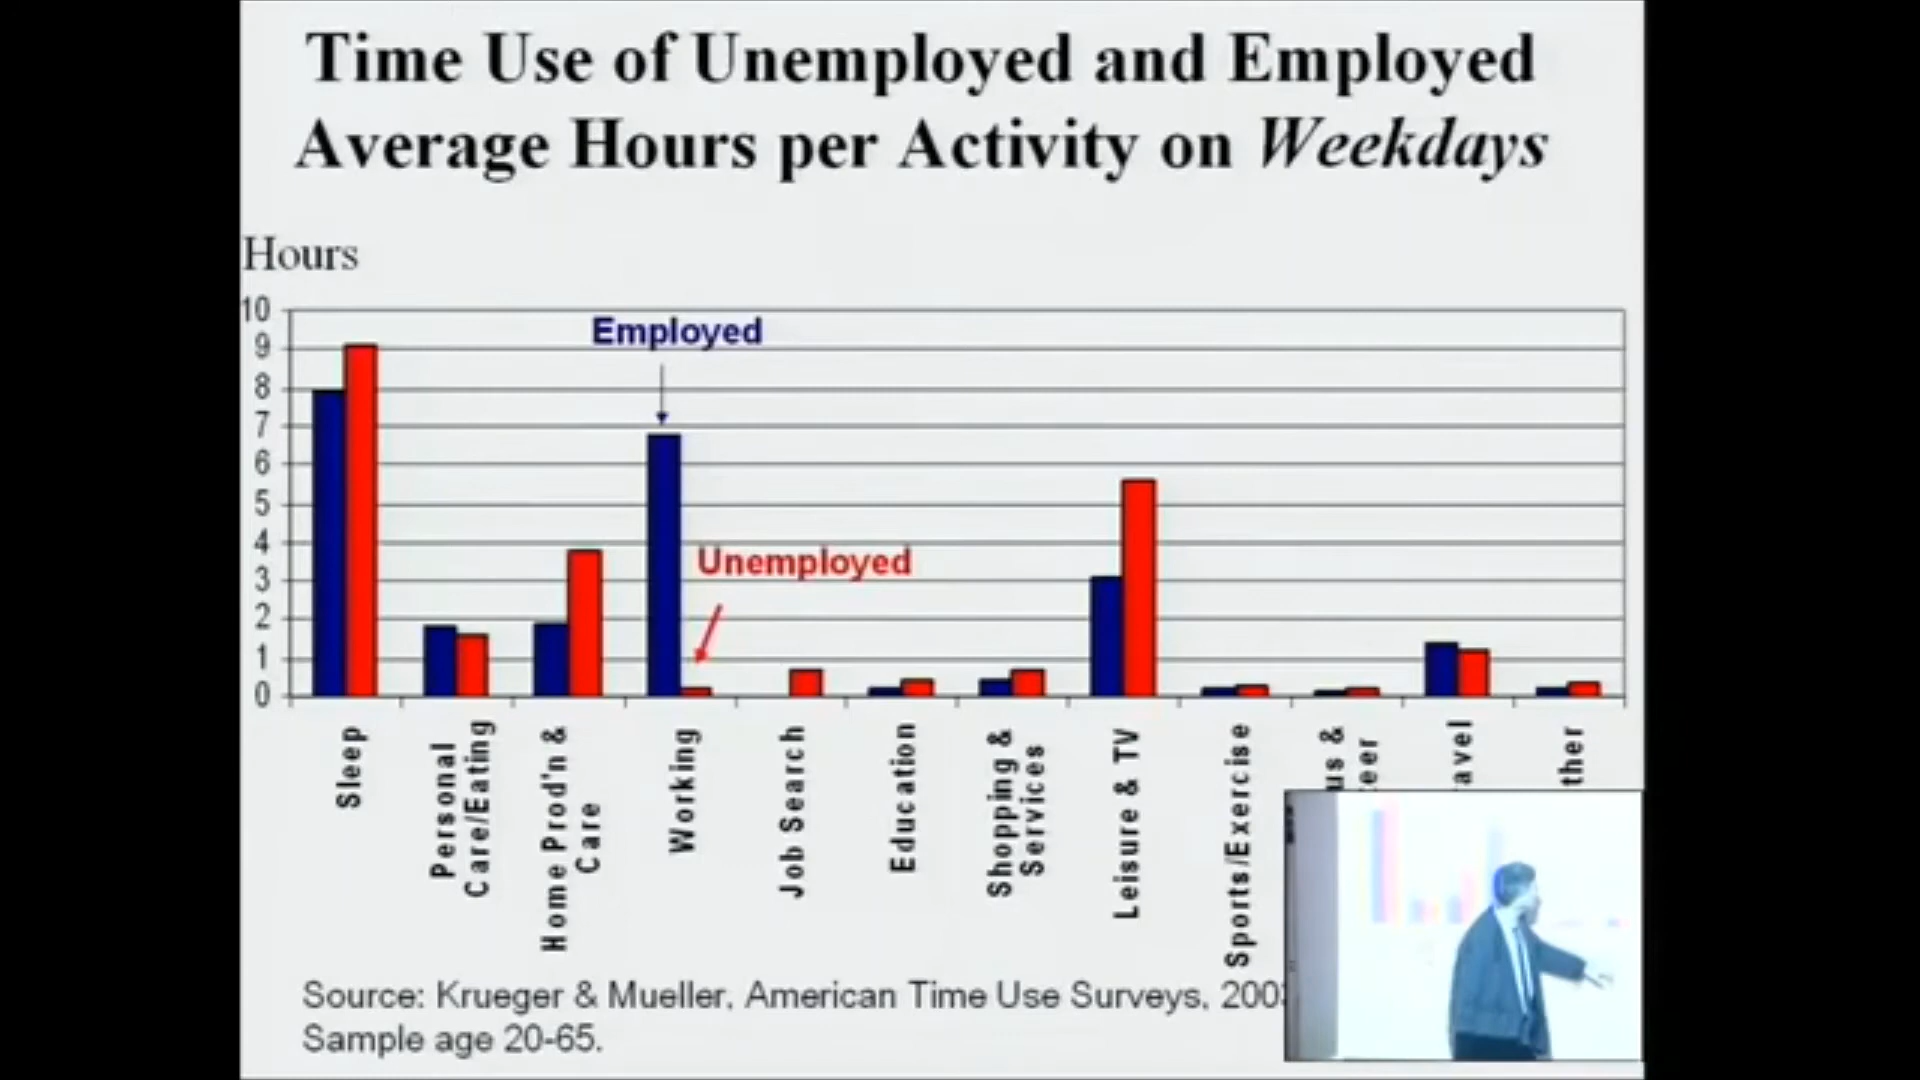 Time Use of Unemployed and Employed
Average Hours per Activity on Weekdays
Hours
10
9
8
7
6
5
4
3
2
1
0
Employed
Unemployed
Sleep
Personal
Care/Eating
Home Prod'n &
Care
Working
Job Search
Education
Shopping &
Services
Leisure & TV
Sports/Exercise
&
Source: Krueger & Mueller, American Time Use Surveys,
Sample age 20-65.